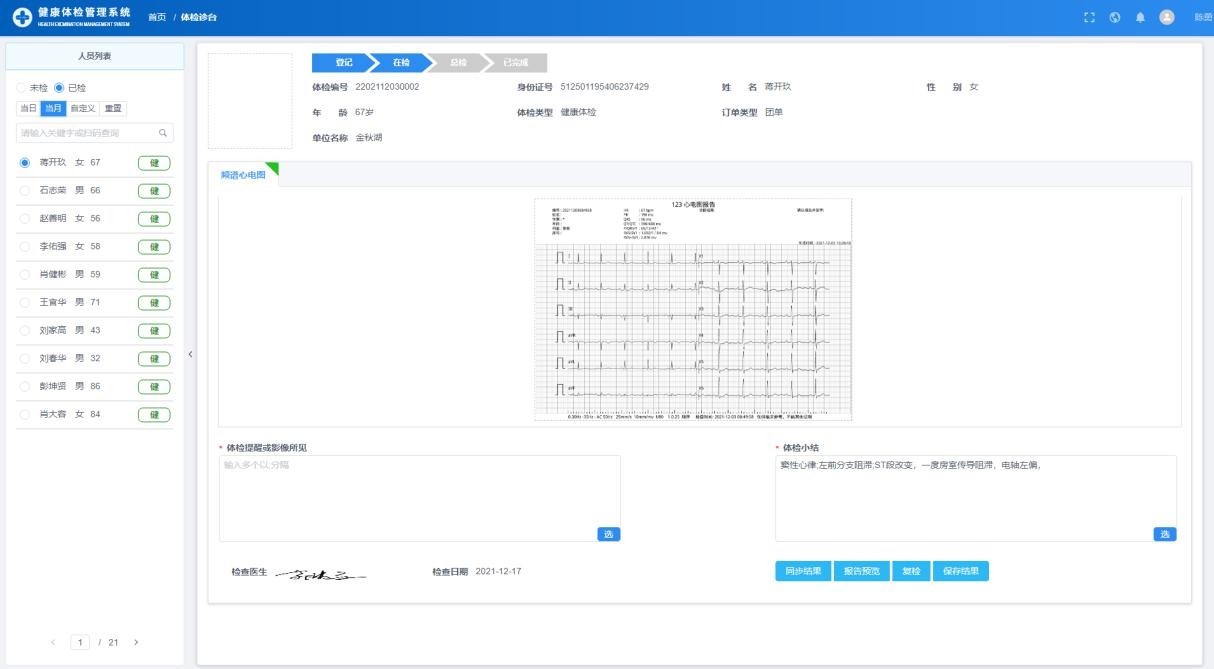 健康体检管理系统
HEALTH EXAMINATION MANAGEMENT SYSTEM
首页 / 体检诊台
人员列表
未检 已检
当日 当月 自定义 重置
请输入关键字或扫码查询
蒋开玖 女 67 健
石志荣 男 66 健
赵善明 女 56 健
李佑强 女 58 健
肖健彬 男 59 健
王官华 男 71 健
刘家高 男 43 健
刘春华 男 32 健
彭坤贤 男 86 健
肖大容 女 84 健
1 / 21
登记 在检 总检 已完成
体检编号 2202112030002
身份证号 512501195406237429
姓 名 蒋开玖
性 别 女
年 龄 67岁
体检类型 健康体检
订单类型 团单
单位名称 金秋湖
频谱心电图
123 心电图报告
* 体检提醒或影像所见
输入多个以;分隔
选
* 体检小结
窦性心律;左前分支阻滞;ST段改变，一度房室传导阻滞，电轴左偏，
选
检查医生
检查日期 2021-12-17
同步结果 报告预览 复检 保存结果